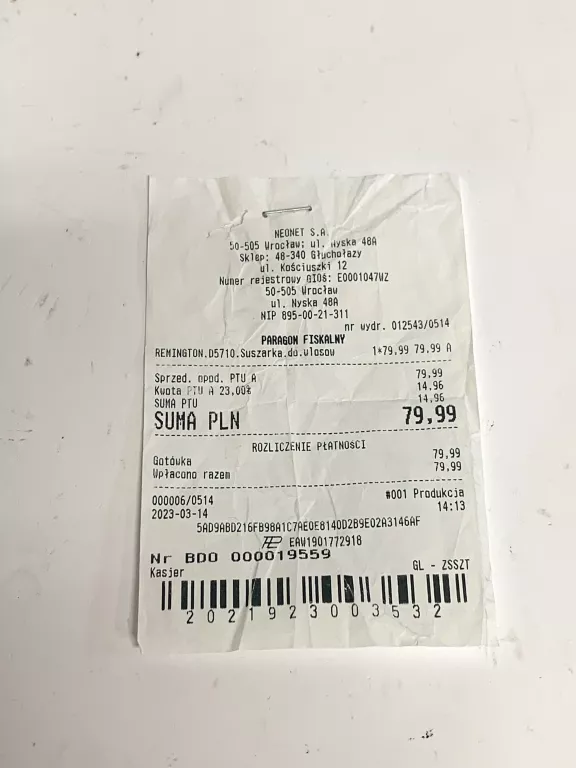 NEONET S.A.
50-505 Wrocław; ul. Nyska 48A
Sklep: 48-340 Głuchołazy
ul. Kościuszki 12
Numer rejestrowy GIOŚ: E0001047WZ
50-505 Wrocław
ul. Nyska 48A
NIP 895-00-21-311
nr wydr. 012543/0514
PARAGON FISKALNY
REMINGTON.D5710.Suszarka.do.wlosow 1*79,99 79,99 A
Sprzed. opod. PTU A 79,99
Kwota PTU A 23,00% 14,96
SUMA PTU 14,96
SUMA PLN 79,99
ROZLICZENIE PŁATNOŚCI
Gotówka 79,99
Wpłacono razem 79,99
000006/0514 #001 Produkcja
2023-03-14 14:13
5AD9ABD216FB98A1C7AE0E8140D2B9E02A3146AF
EAW1901772918
Nr BDO 000019559
Kasjer GL - ZSSZT
2021923003532